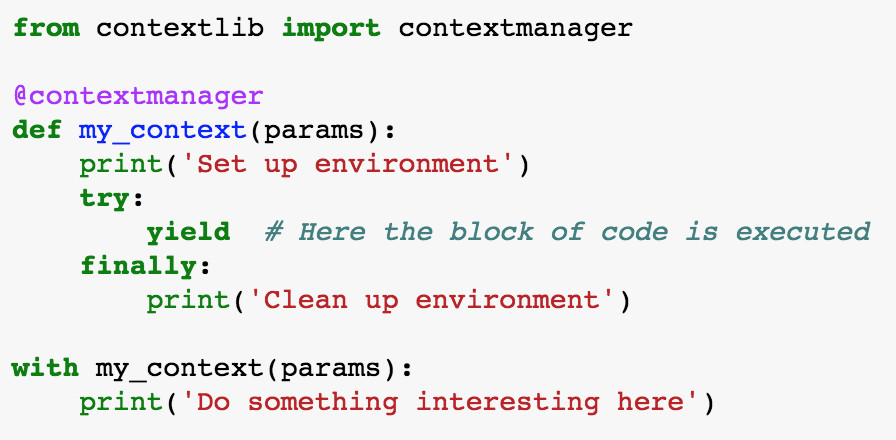 from contextlib import contextmanager
@contextmanager
def my_context(params):
    print('Set up environment')
    try:
        yield  # Here the block of code is executed
    finally:
        print('Clean up environment')
with my_context(params):
    print('Do something interesting here')